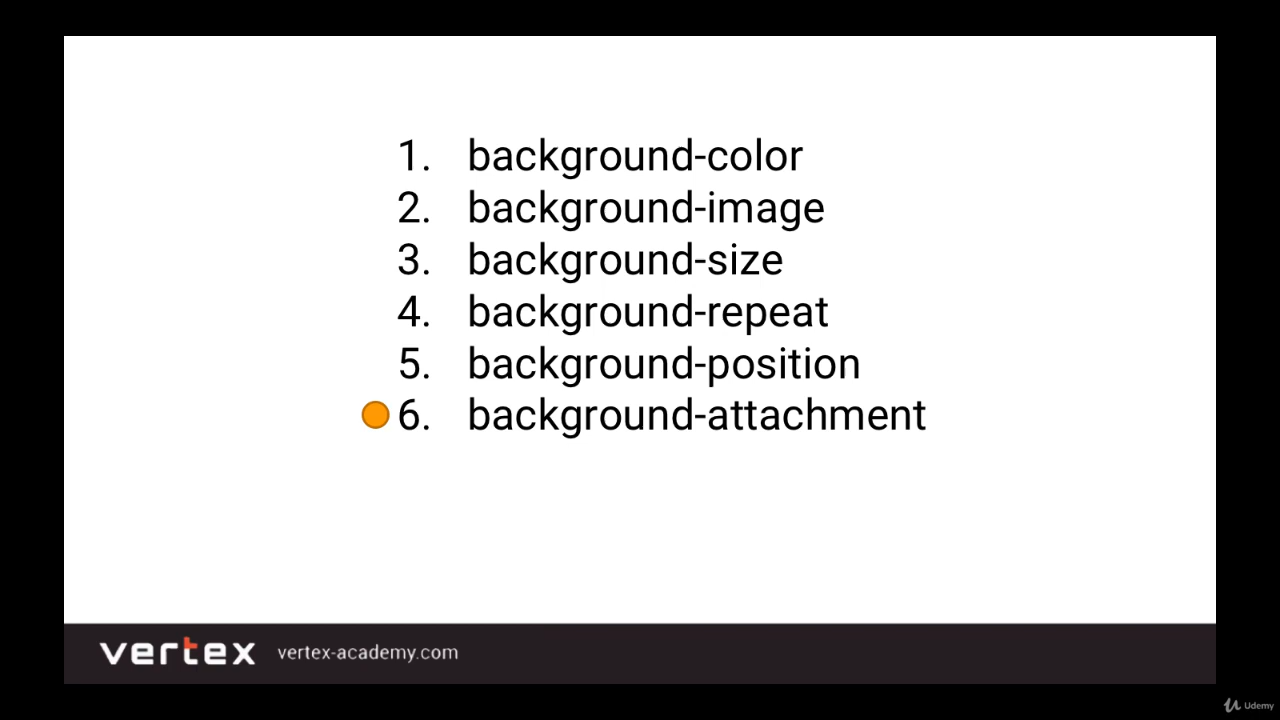 1. background-color
2. background-image
3. background-size
4. background-repeat
5. background-position
6. background-attachment
vertex vertex-academy.com
Udemy